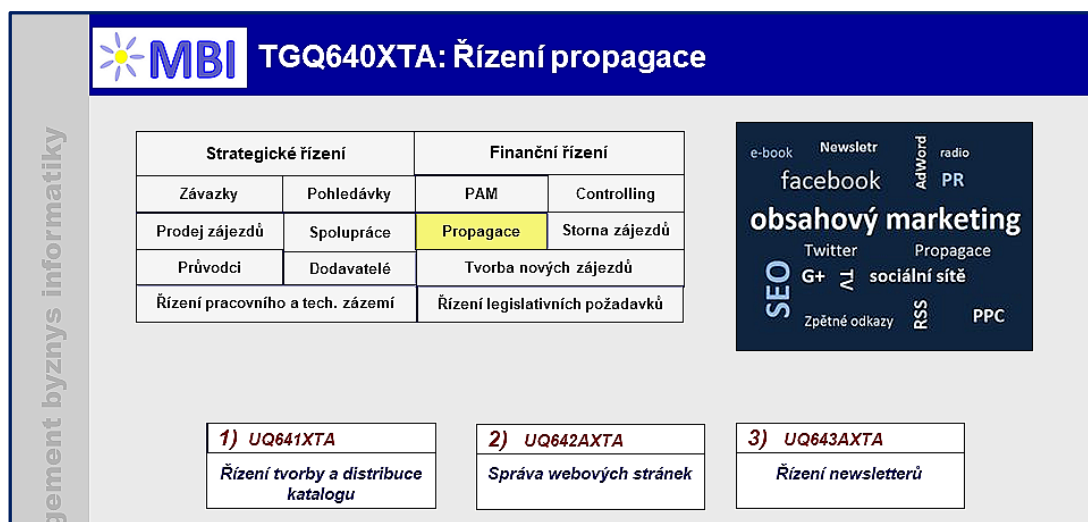 MBI TGQ640XTA: Řízení propagace
gement byznys informatiky
Strategické řízení Finanční řízení
Závazky Pohledávky PAM Controlling
Prodej zájezdů Spolupráce Propagace Storna zájezdů
Průvodci Dodavatelé Tvorba nových zájezdů
Řízení pracovního a tech. zázemí Řízení legislativních požadavků
e-book Newsletr AdWord radio
facebook PR
obsahový marketing
Twitter Propagace
SEO G+ TV sociální sítě
Zpětné odkazy RSS PPC
1) UQ641XTA
Řízení tvorby a distribuce
katalogu
2) UQ642AXTA
Správa webových stránek
3) UQ643AXTA
Řízení newsletterů